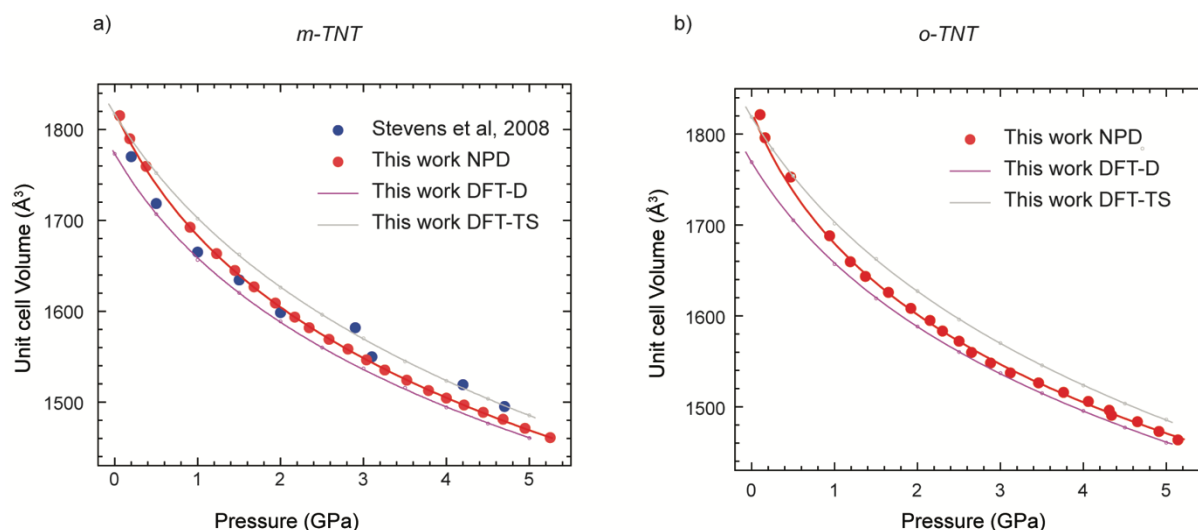 a)
m-TNT
Unit cell Volume (Å³)
1800
1700
1600
1500
Stevens et al, 2008
This work NPD
This work DFT-D
This work DFT-TS
0 1 2 3 4 5
Pressure (GPa)
b)
o-TNT
Unit cell Volume (Å³)
1800
1700
1600
1500
This work NPD
This work DFT-D
This work DFT-TS
0 1 2 3 4 5
Pressure (GPa)